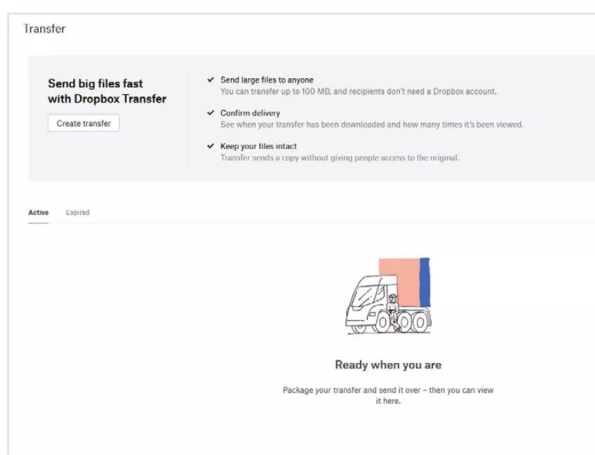 Transfer
Send big files fast
with Dropbox Transfer
Create transfer
✓ Send large files to anyone
You can transfer up to 100 MB, and recipients don't need a Dropbox account.
✓ Confirm delivery
See when your transfer has been downloaded and how many times it's been viewed.
✓ Keep your files intact
Transfer sends a copy without giving people access to the original.
Active Expired
Ready when you are
Package your transfer and send it over – then you can view
it here.